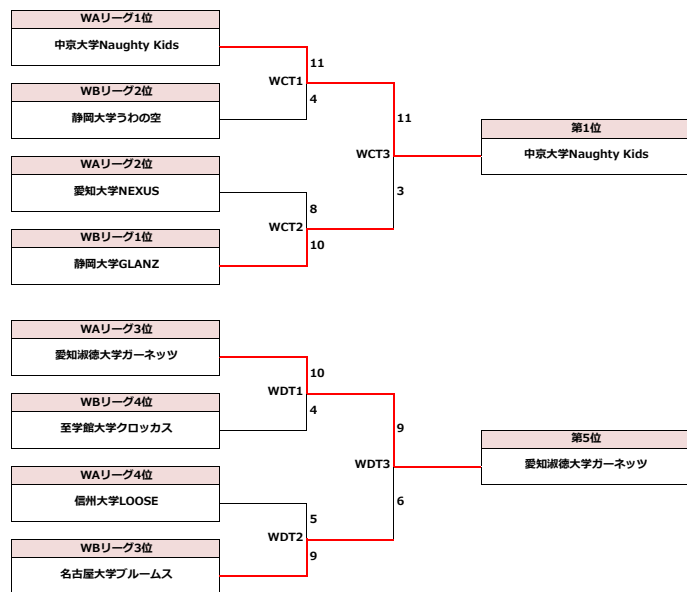 WAリーグ1位
中京大学Naughty Kids
11
WCT1
4
WBリーグ2位
静岡大学うわの空
11
第1位
WCT3
中京大学Naughty Kids
WAリーグ2位
愛知大学NEXUS
3
8
WCT2
10
WBリーグ1位
静岡大学GLANZ
WAリーグ3位
愛知淑徳大学ガーネッツ
10
WDT1
4
WBリーグ4位
至学館大学クロッカス
9
第5位
WDT3
愛知淑徳大学ガーネッツ
WAリーグ4位
信州大学LOOSE
6
5
WDT2
9
WBリーグ3位
名古屋大学ブルームス